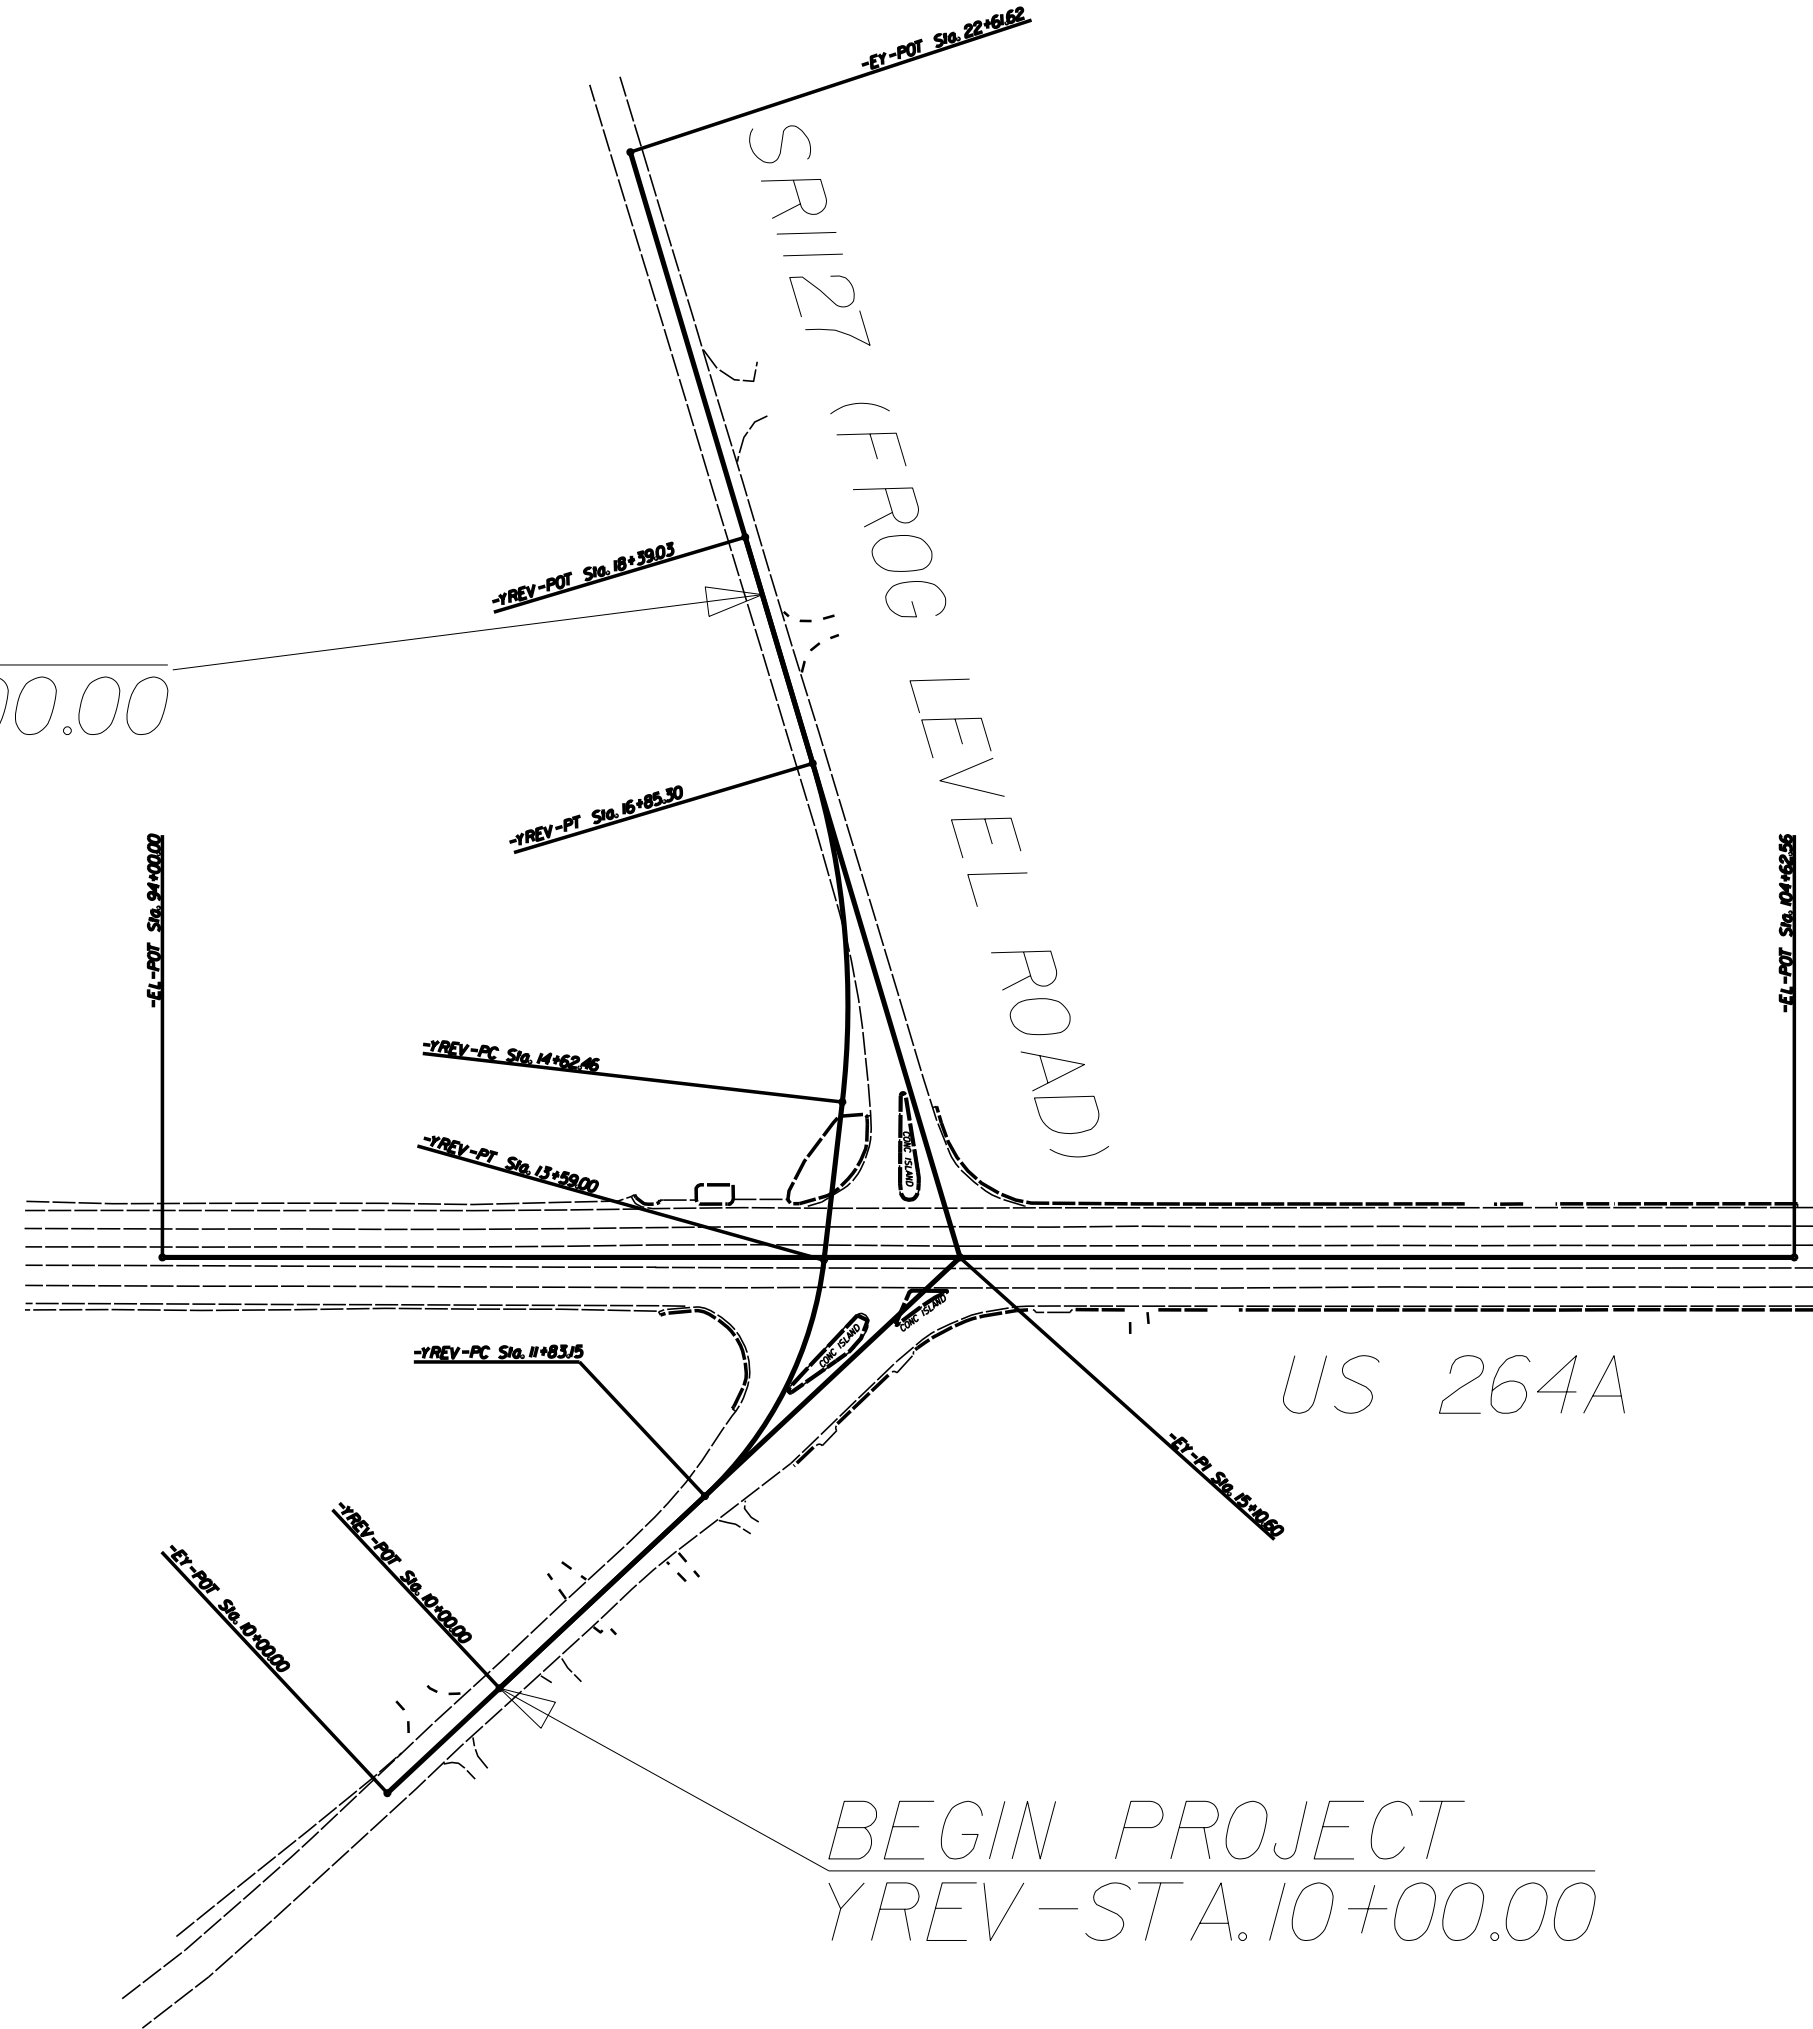 -EY-POT Sta. 22+61.62
SR1127 (FROG LEVEL ROAD)
-YREV-POT Sta. 18+39.03
00.00
-YREV-PT Sta. 16+85.30
-EL-POT Sta. 94+00.00
-EL-POT Sta. 104+62.56
-YREV-PC Sta. 14+62.46
-YREV-PT Sta. 13+59.00
CONC ISLAND
CONC ISLAND
CONC ISLAND
-YREV-PC Sta. 11+83.15
US 264A
-EY-PI Sta. 15+10.60
-YREV-POT Sta. 10+00.00
-EY-POT Sta. 10+00.00
BEGIN PROJECT
YREV-STA.10+00.00